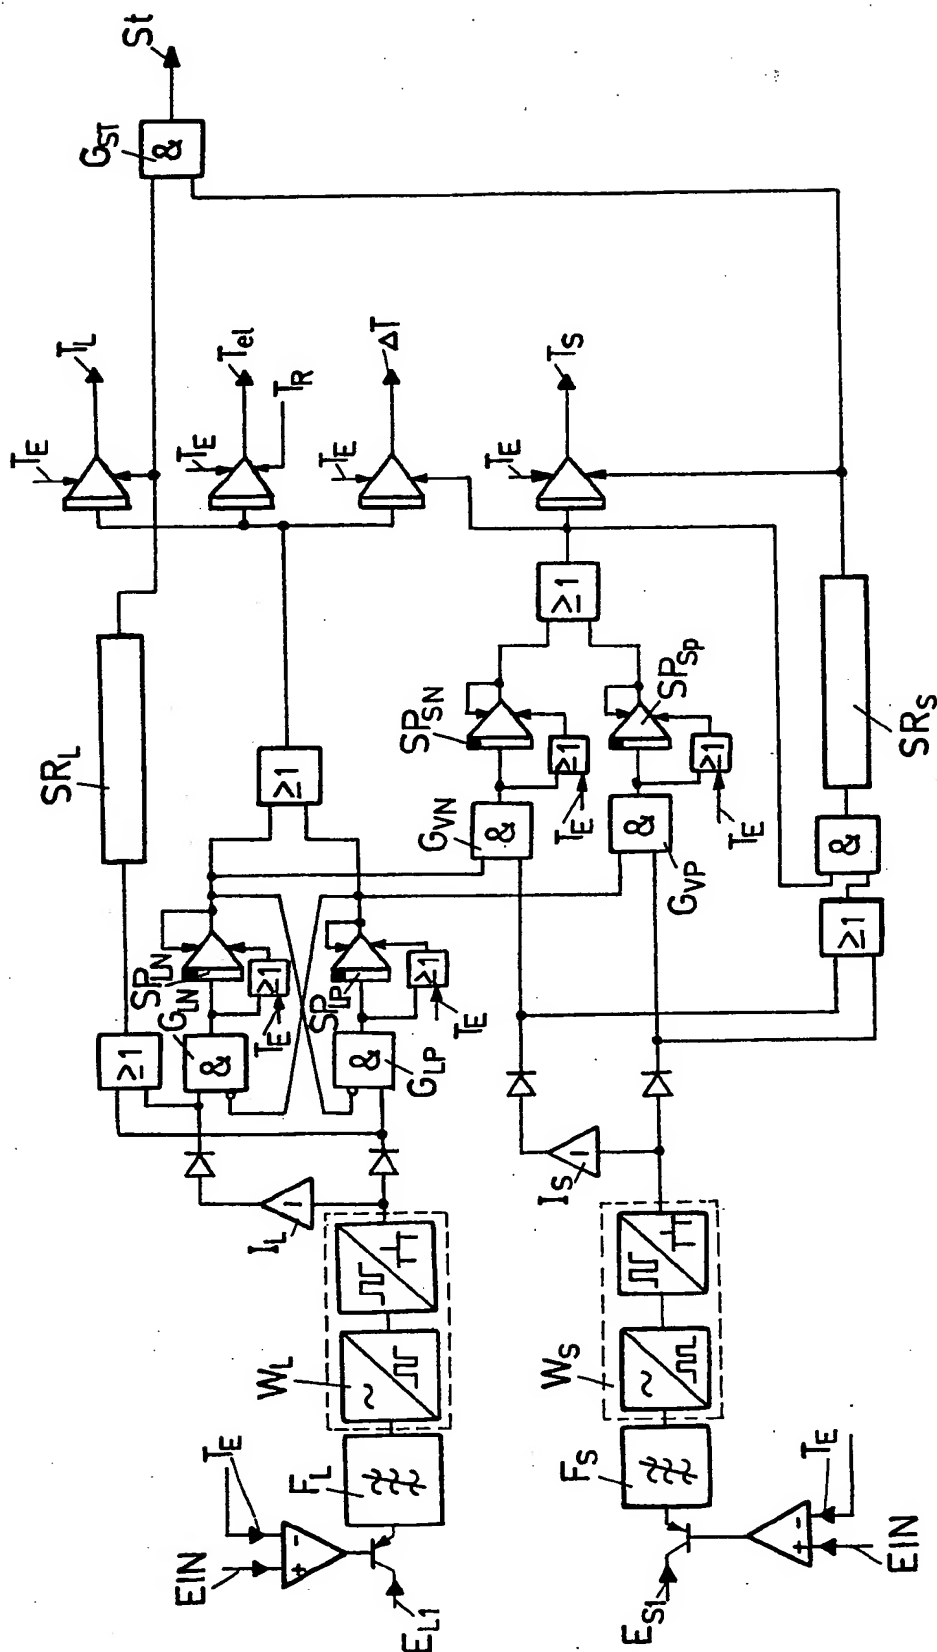 St
G_ST
&
T_L
T_E
T_el
T_E
T_R
ΔT
T_E
T_S
T_E
SR_L
≥1
≥1
SP_SN
SP_Sp
≥1
≥1
T_E
T_E
SR_S
G_VN
&
&
G_VP
&
≥1
SP_LN
G_LN
≥1
T_E
&
≥1
SP_LP
≥1
T_E
&
G_LP
I_L
I_S
W_L
~
W_S
~
F_L
F_S
T_E
EIN
+
-
E_L1
T_E
EIN
+
-
E_S1